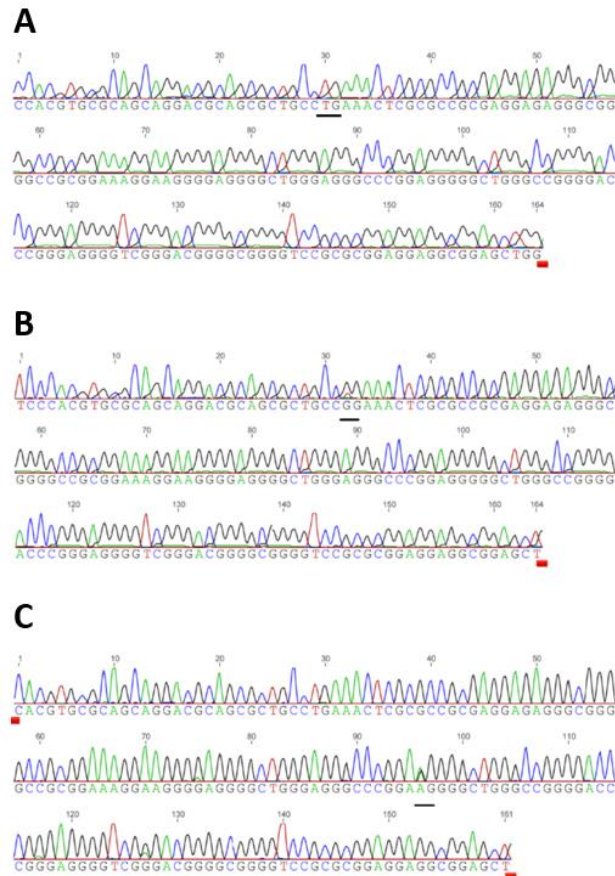 A
1 10 20 30 40 50
CCACGTGCGCAGCAGGACGCAGCGCTGCCTGAAACTCGCGCCGCGAGGAGAGGGCGG
60 70 80 90 100 110
GGCCGCGGAAAGGAAGGGGAGGGGCTGGGAGGGCCCGGAGGGGGCTGGGCCGGGGAC
120 130 140 150 160 164
CCGGGAGGGGTCGGGACGGGGCGGGGTCCGCGCGGAGGAGGCGGAGCTGG
B
1 10 20 30 40 50
TCCCACGTGCGCAGCAGGACGCAGCGCTGCCGGAAACTCGCGCCGCGAGGAGAGGGC
60 70 80 90 100 110
GGGGCCGCGGAAAGGAAGGGGAGGGGCTGGGAGGGCCCGGAGGGGGCTGGGCCGGGG
120 130 140 150 160 164
ACCCGGGAGGGGTCGGGACGGGGCGGGGTCCGCGCGGAGGAGGCGGAGCT
C
1 10 20 30 40 50
CACGTGCGCAGCAGGACGCAGCGCTGCCTGAAACTCGCGCCGCGAGGAGAGGGCGGG
60 70 80 90 100 110
GCCGCGGAAAGGAAGGGGAGGGGCTGGGAGGGCCCGGAAGGGGCTGGGCCGGGGACC
120 130 140 150 161
CGGGAGGGGTCGGGACGGGGCGGGGTCCGCGCGGAGGAGGCGGAGCT